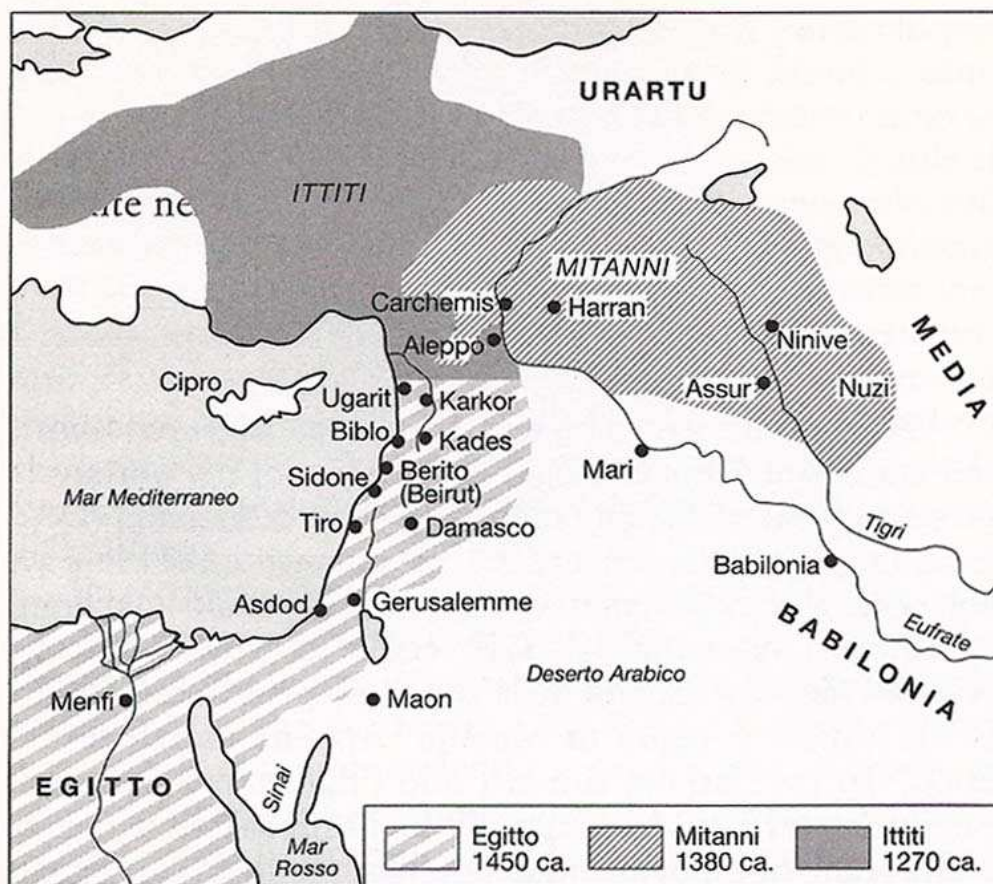 URARTU
ITTITI
ite ne
MITANNI
Carchemis
Harran
MEDIA
Ninive
Aleppo
Cipro
Assur
Nuzi
Ugarit
Karkor
Biblo
Kades
Mari
Sidone
Berito
(Beirut)
Mar Mediterraneo
Tiro
Damasco
Tigri
Babilonia
Asdod
Gerusalemme
Eufrate
BABILONIA
Deserto Arabico
Menfi
Maon
EGITTO
Sinai
Mar
Rosso
Egitto
1450 ca.
Mitanni
1380 ca.
Ittiti
1270 ca.